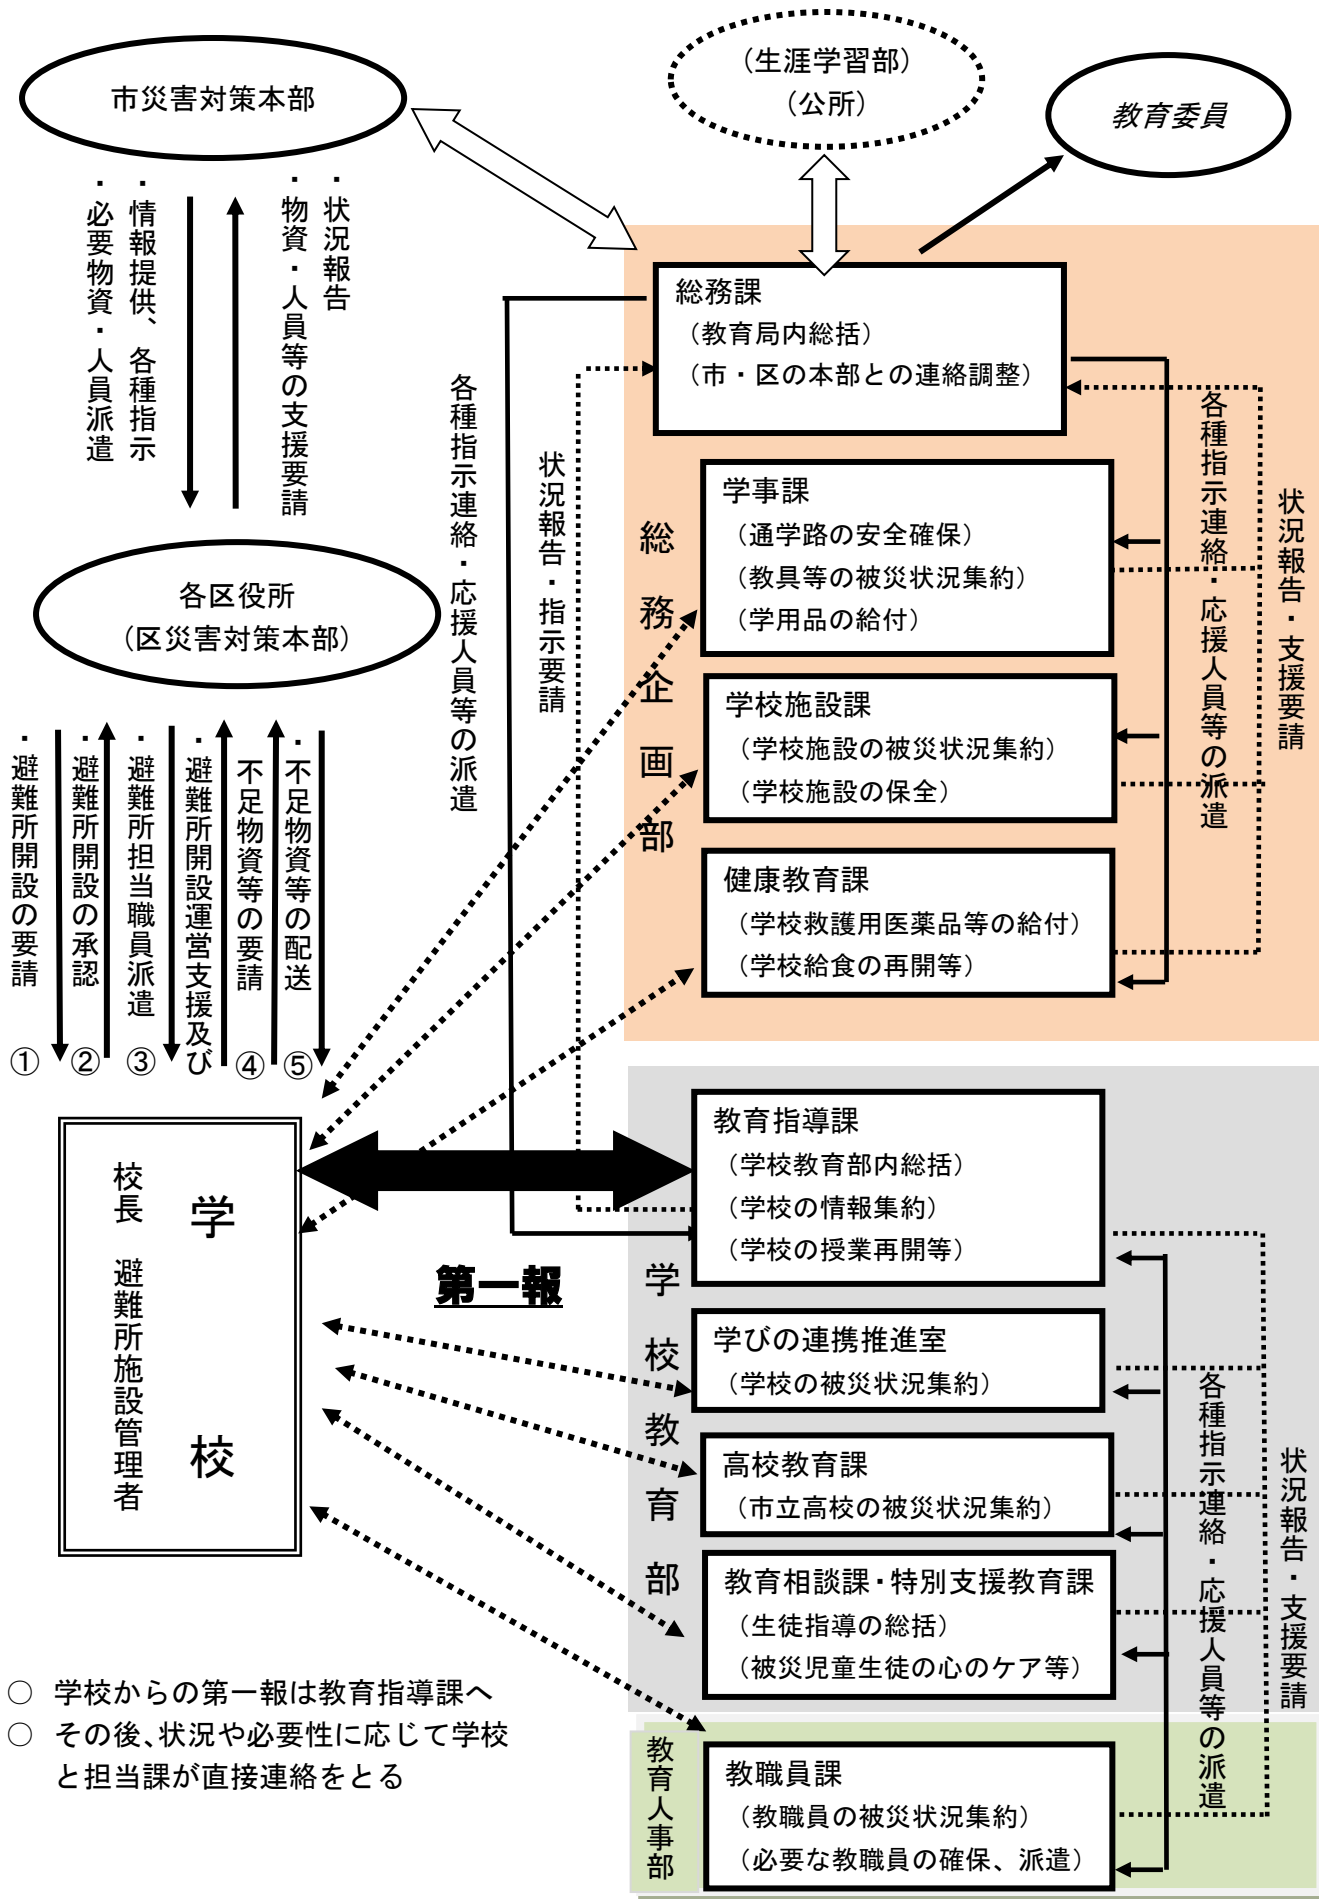 市災害対策本部
(生涯学習部)
(公所)
教育委員
・状況報告
・物資・人員等の支援要請
・情報提供、各種指示
・必要物資・人員派遣
各区役所
(区災害対策本部)
・避難所開設の要請
①
・避難所開設の承認
②
・避難所担当職員派遣
③
・避難所開設運営支援及び
不足物資等の要請
④
・不足物資等の配送
⑤
各種指示連絡・応援人員等の派遣
状況報告・指示要請
総務企画部
総務課
(教育局内総括)
(市・区の本部との連絡調整)
学事課
(通学路の安全確保)
(教具等の被災状況集約)
(学用品の給付)
学校施設課
(学校施設の被災状況集約)
(学校施設の保全)
健康教育課
(学校救護用医薬品等の給付)
(学校給食の再開等)
各種指示連絡・応援人員等の派遣
状況報告・支援要請
学校
校長 避難所施設管理者
第一報
学校教育部
教育指導課
(学校教育部内総括)
(学校の情報集約)
(学校の授業再開等)
学びの連携推進室
(学校の被災状況集約)
高校教育課
(市立高校の被災状況集約)
教育相談課・特別支援教育課
(生徒指導の総括)
(被災児童生徒の心のケア等)
各種指示連絡・応援人員等の派遣
状況報告・支援要請
教育人事部
教職員課
(教職員の被災状況集約)
(必要な教職員の確保、派遣)
○ 学校からの第一報は教育指導課へ
○ その後、状況や必要性に応じて学校
と担当課が直接連絡をとる